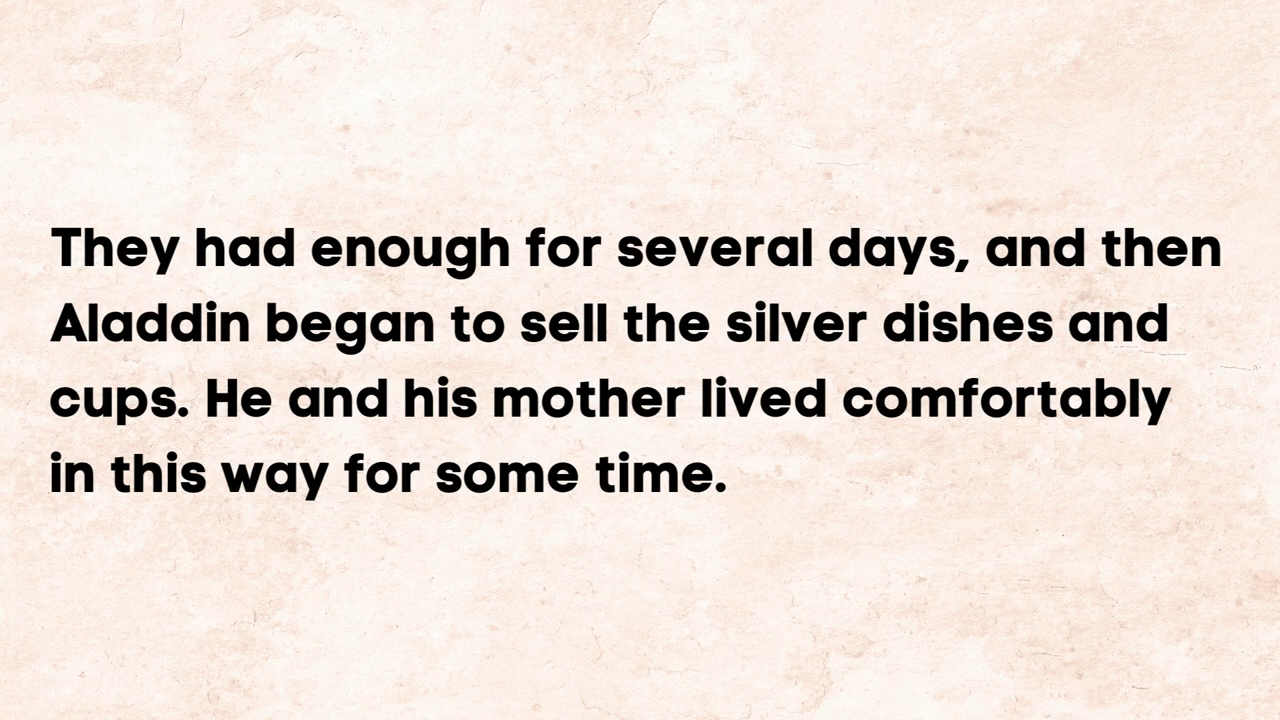 They had enough for several days, and then
Aladdin began to sell the silver dishes and
cups. He and his mother lived comfortably
in this way for some time.